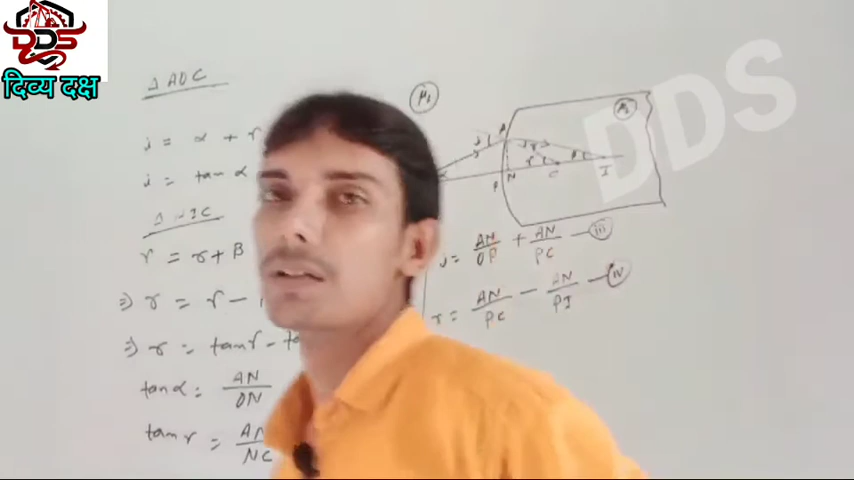 DDS
दिव्य दक्ष
DDS
Δ AOC
i = α + γ
i = tan α
Δ AIC
γ = r + β
⇒ r = γ -
⇒ r = tan γ - ta
tan α = AN/ON
tan γ = AN/NC
μ₁
μ₂
A
P
N
C
I
i = AN/OP + AN/PC — III
r = AN/PC - AN/PI — IV